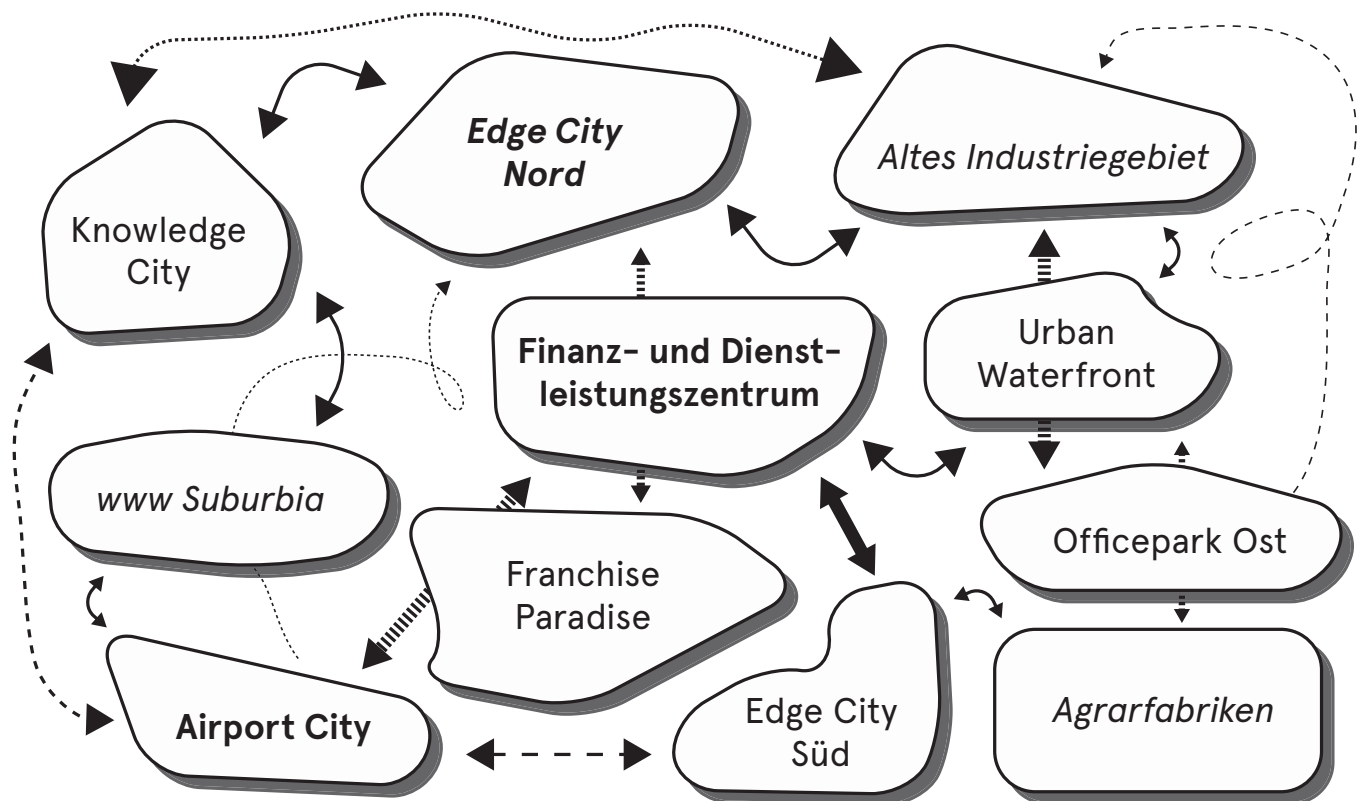 Edge City
Nord
Altes Industriegebiet
Knowledge
City
Finanz- und Dienst-
leistungszentrum
Urban
Waterfront
www Suburbia
Officepark Ost
Franchise
Paradise
Airport City
Edge City
Süd
Agrarfabriken